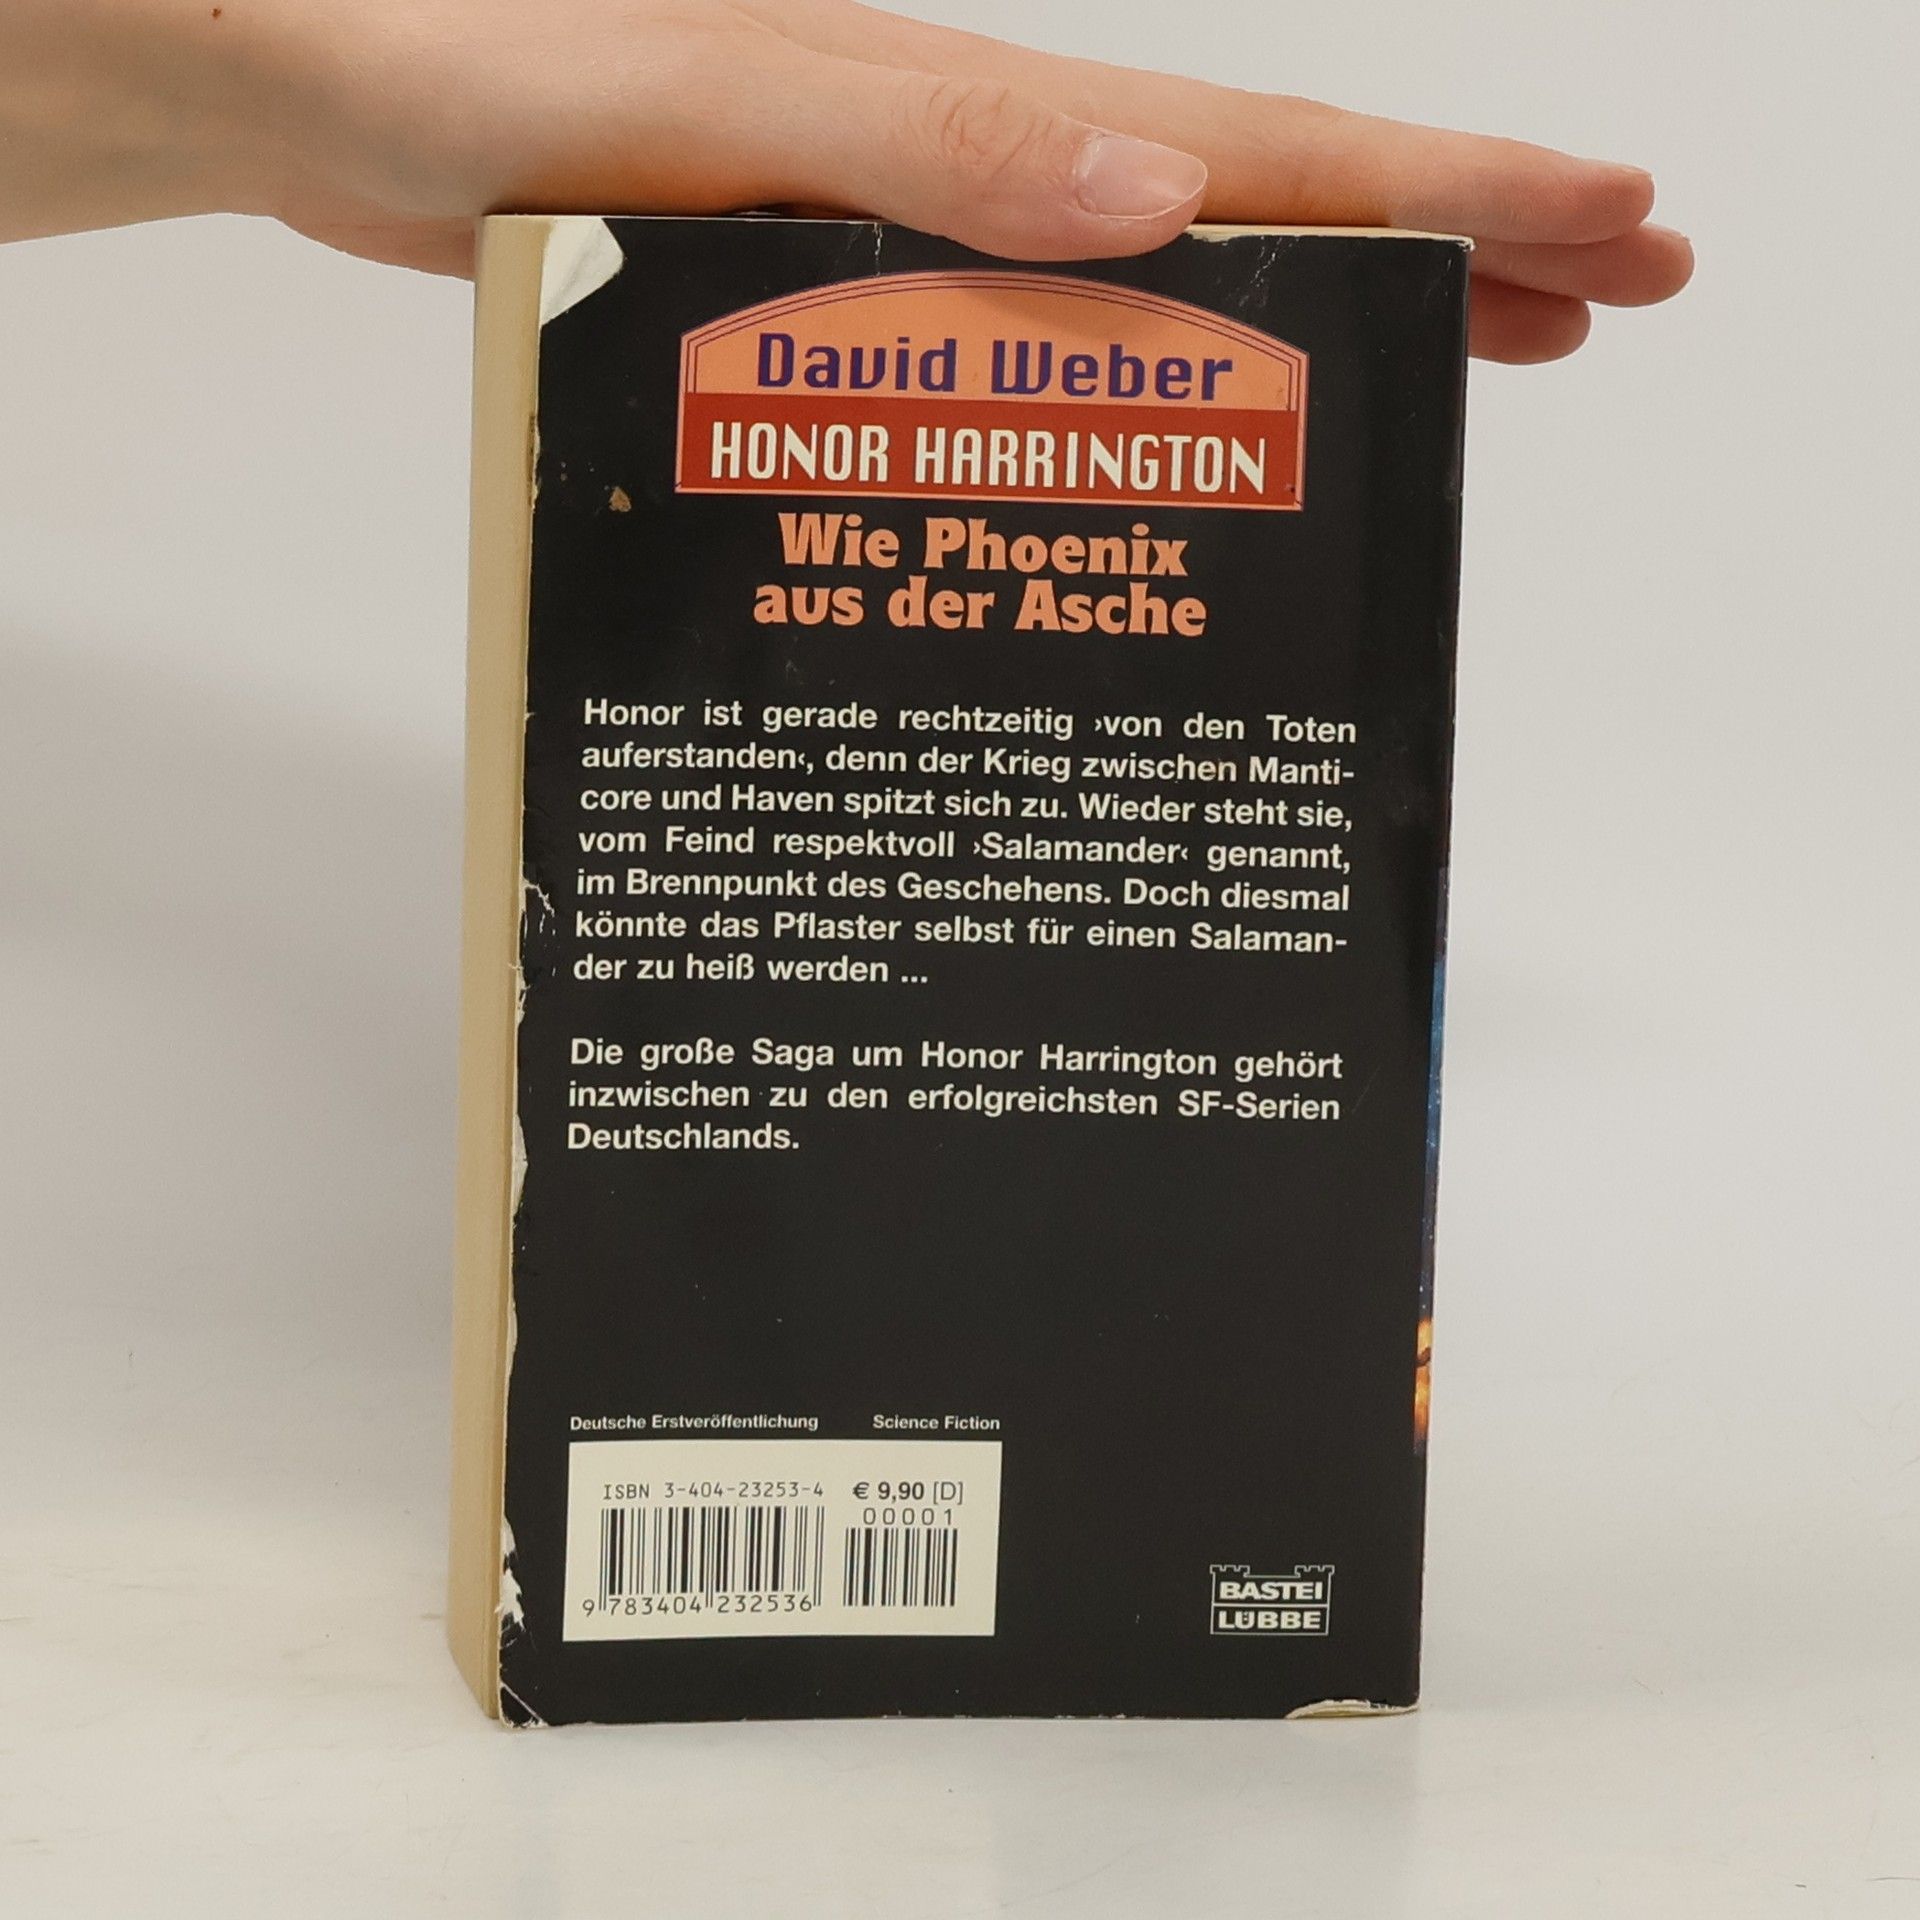 David Weber
HONOR HARRINGTON
Wie Phoenix
aus der Asche
Honor ist gerade rechtzeitig ›von den Toten
auferstanden‹, denn der Krieg zwischen Manti-
core und Haven spitzt sich zu. Wieder steht sie,
vom Feind respektvoll ›Salamander‹ genannt,
im Brennpunkt des Geschehens. Doch diesmal
könnte das Pflaster selbst für einen Salaman-
der zu heiß werden ...
Die große Saga um Honor Harrington gehört
inzwischen zu den erfolgreichsten SF-Serien
Deutschlands.
Deutsche Erstveröffentlichung Science Fiction
ISBN 3-404-23253-4 € 9,90 [D]
00001
9 783404 232536
BASTEI
LÜBBE